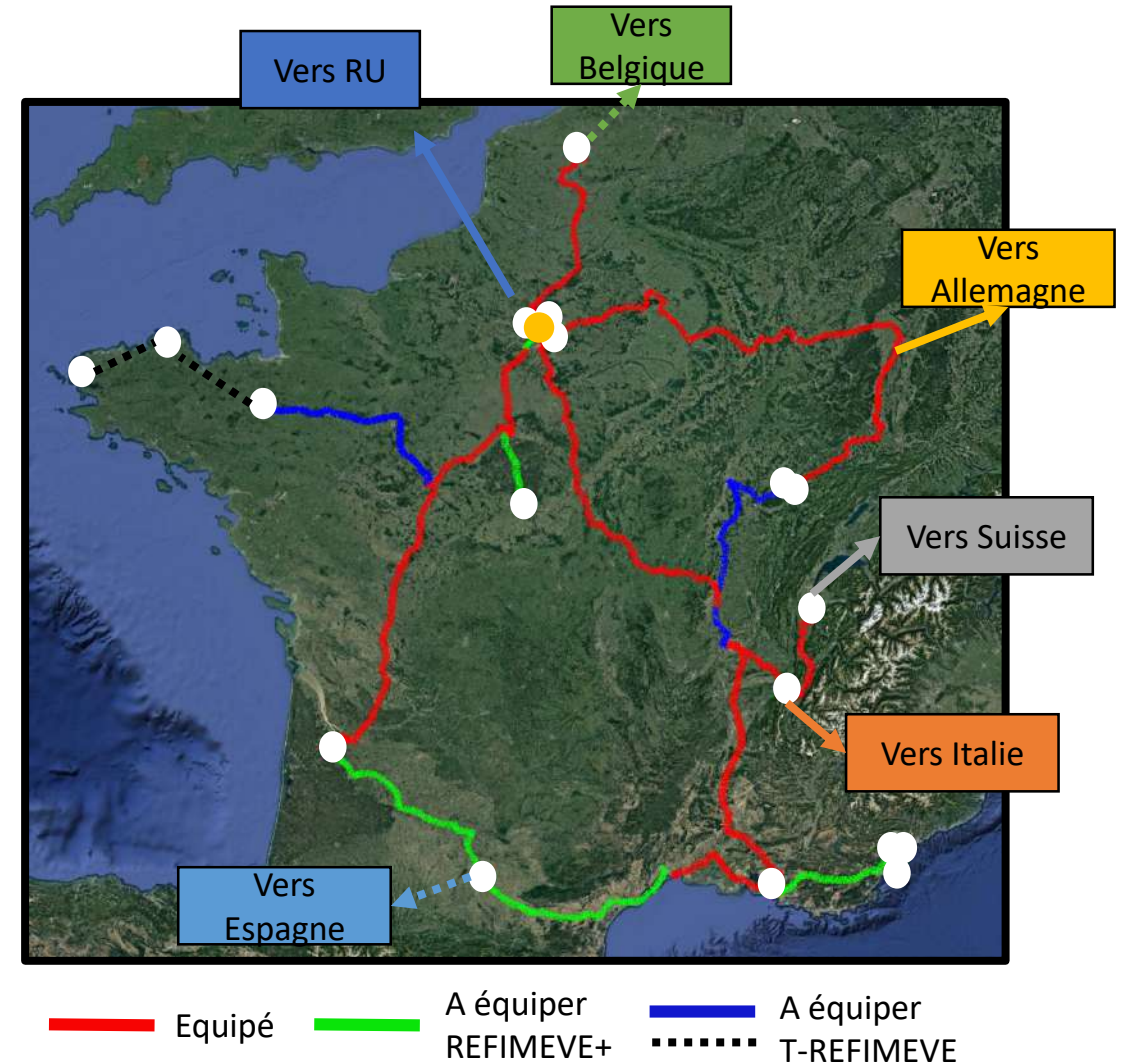 Vers
Belgique
Vers RU
Vers
Allemagne
Vers Suisse
Vers Italie
Vers
Espagne
Equipé
A équiper
REFIMEVE+
A équiper
T-REFIMEVE